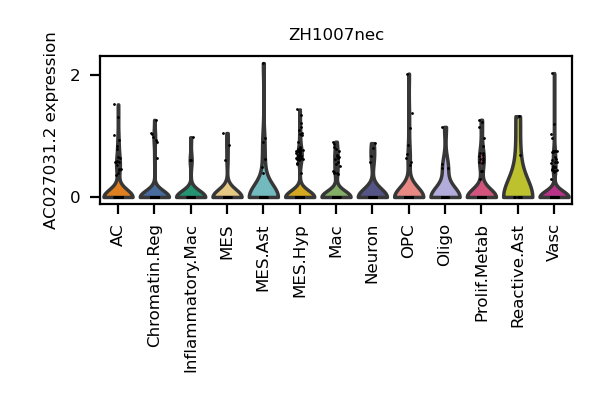 ZH1007nec
AC027031.2 expression
2
0
AC
Chromatin.Reg
Inflammatory.Mac
MES
MES.Ast
MES.Hyp
Mac
Neuron
OPC
Oligo
Prolif.Metab
Reactive.Ast
Vasc